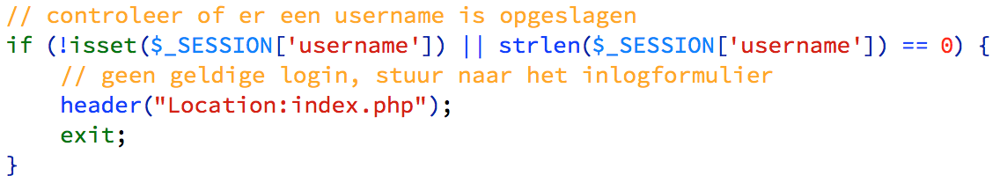 // controleer of er een username is opgeslagen
if (!isset($_SESSION['username']) || strlen($_SESSION['username']) == 0) {
    // geen geldige login, stuur naar het inlogformulier
    header("Location:index.php");
    exit;
}